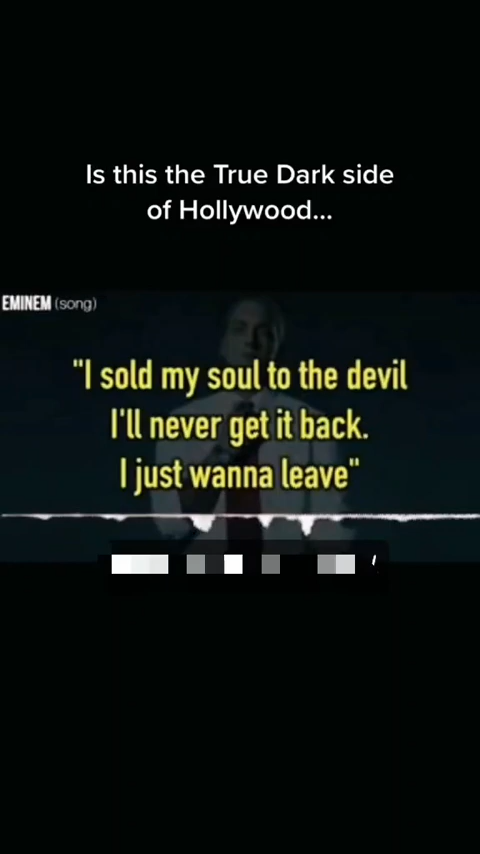 Is this the True Dark side
of Hollywood...
EMINEM (song)
"I sold my soul to the devil
I'll never get it back.
I just wanna leave"